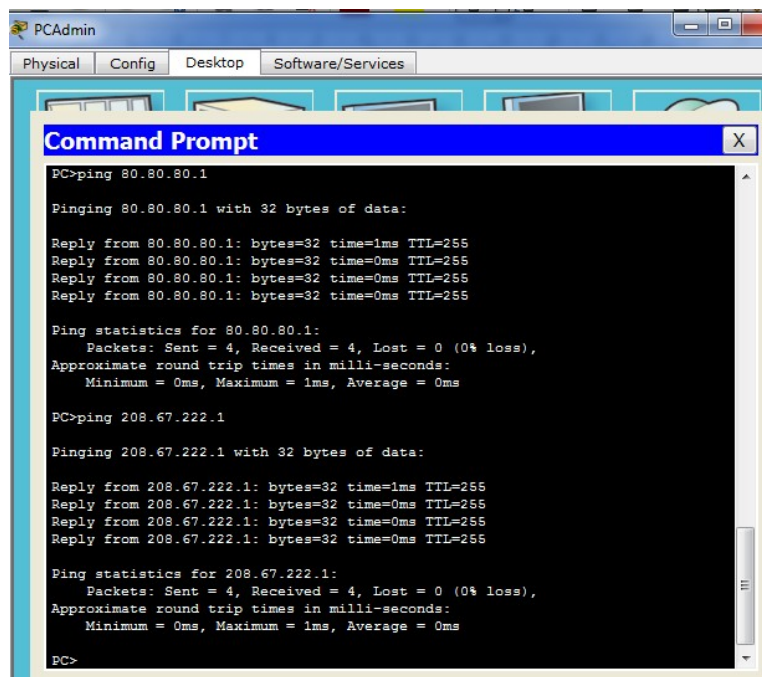 PCAdmin
Physical Config Desktop Software/Services
Command Prompt X
PC>ping 80.80.80.1
Pinging 80.80.80.1 with 32 bytes of data:
Reply from 80.80.80.1: bytes=32 time=1ms TTL=255
Reply from 80.80.80.1: bytes=32 time=0ms TTL=255
Reply from 80.80.80.1: bytes=32 time=0ms TTL=255
Reply from 80.80.80.1: bytes=32 time=0ms TTL=255
Ping statistics for 80.80.80.1:
Packets: Sent = 4, Received = 4, Lost = 0 (0% loss),
Approximate round trip times in milli-seconds:
Minimum = 0ms, Maximum = 1ms, Average = 0ms
PC>ping 208.67.222.1
Pinging 208.67.222.1 with 32 bytes of data:
Reply from 208.67.222.1: bytes=32 time=1ms TTL=255
Reply from 208.67.222.1: bytes=32 time=0ms TTL=255
Reply from 208.67.222.1: bytes=32 time=0ms TTL=255
Reply from 208.67.222.1: bytes=32 time=0ms TTL=255
Ping statistics for 208.67.222.1:
Packets: Sent = 4, Received = 4, Lost = 0 (0% loss),
Approximate round trip times in milli-seconds:
Minimum = 0ms, Maximum = 1ms, Average = 0ms
PC>